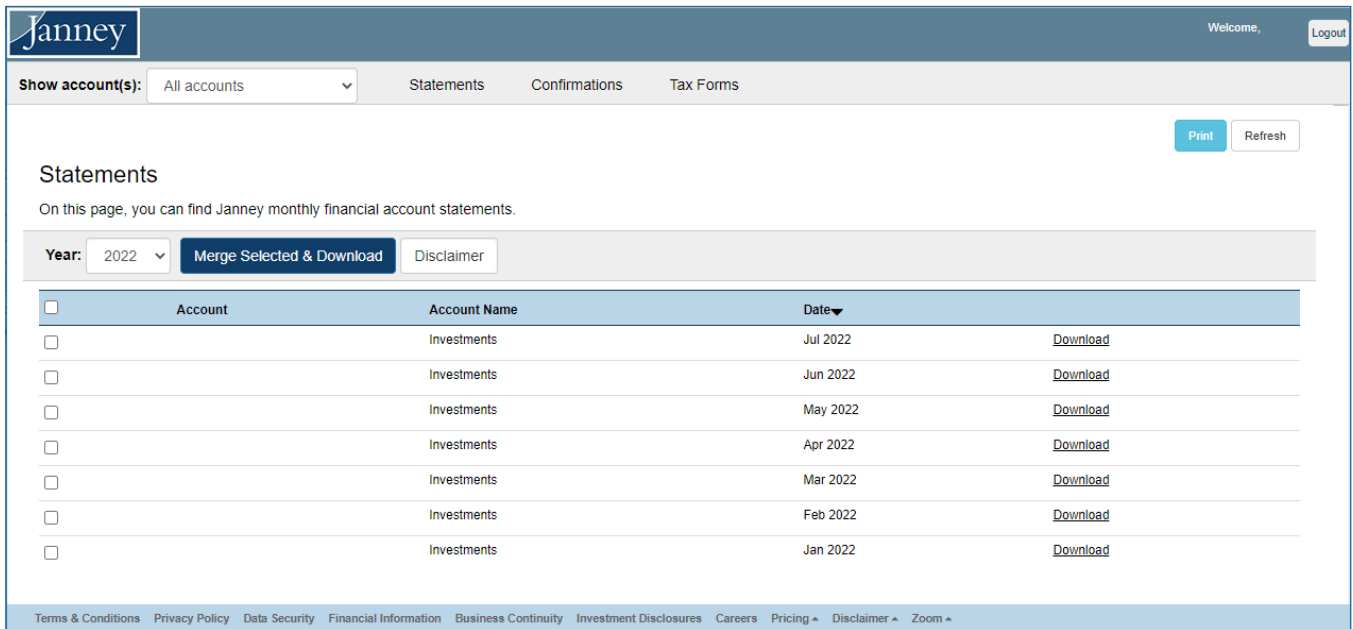 Janney
Welcome,
Logout
Show account(s): All accounts Statements Confirmations Tax Forms
Print Refresh
Statements
On this page, you can find Janney monthly financial account statements.
Year: 2022 Merge Selected & Download Disclaimer
Account Account Name Date
Investments Jul 2022 Download
Investments Jun 2022 Download
Investments May 2022 Download
Investments Apr 2022 Download
Investments Mar 2022 Download
Investments Feb 2022 Download
Investments Jan 2022 Download
Terms & Conditions Privacy Policy Data Security Financial Information Business Continuity Investment Disclosures Careers Pricing Disclaimer Zoom